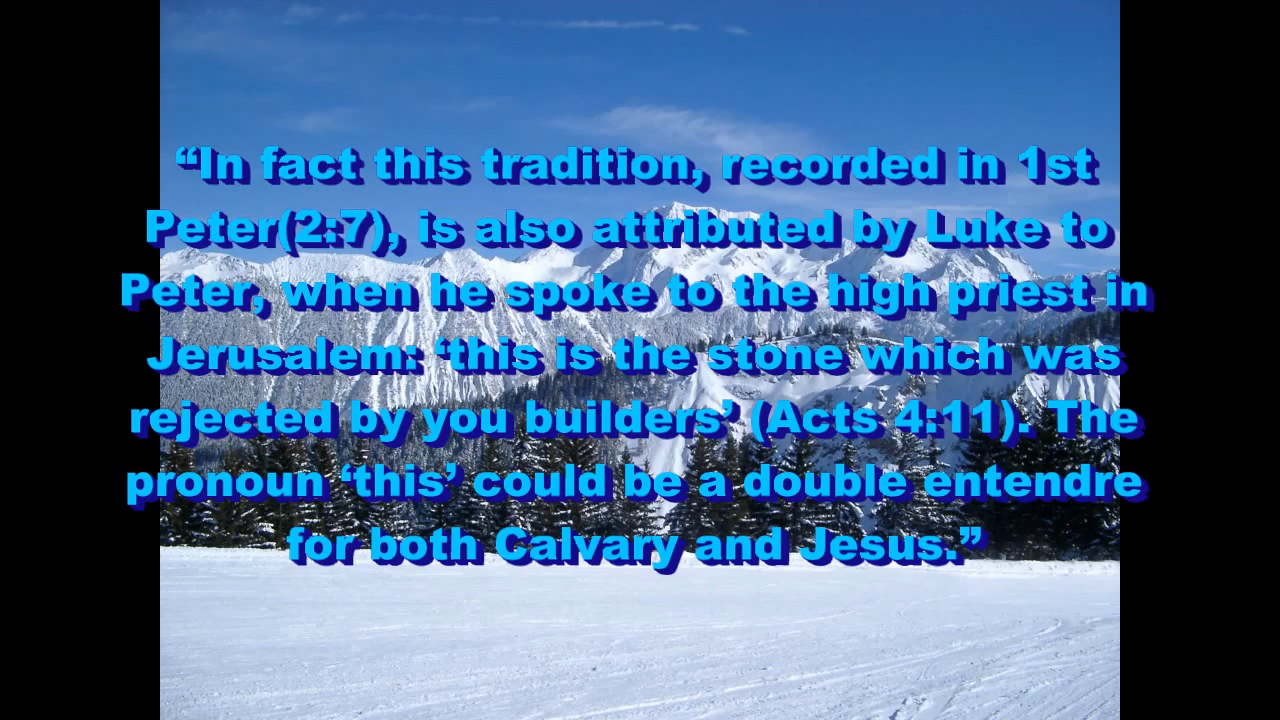 “In fact this tradition, recorded in 1st
Peter(2:7), is also attributed by Luke to
Peter, when he spoke to the high priest in
Jerusalem: ‘this is the stone which was
rejected by you builders’ (Acts 4:11). The
pronoun ‘this’ could be a double entendre
for both Calvary and Jesus.”